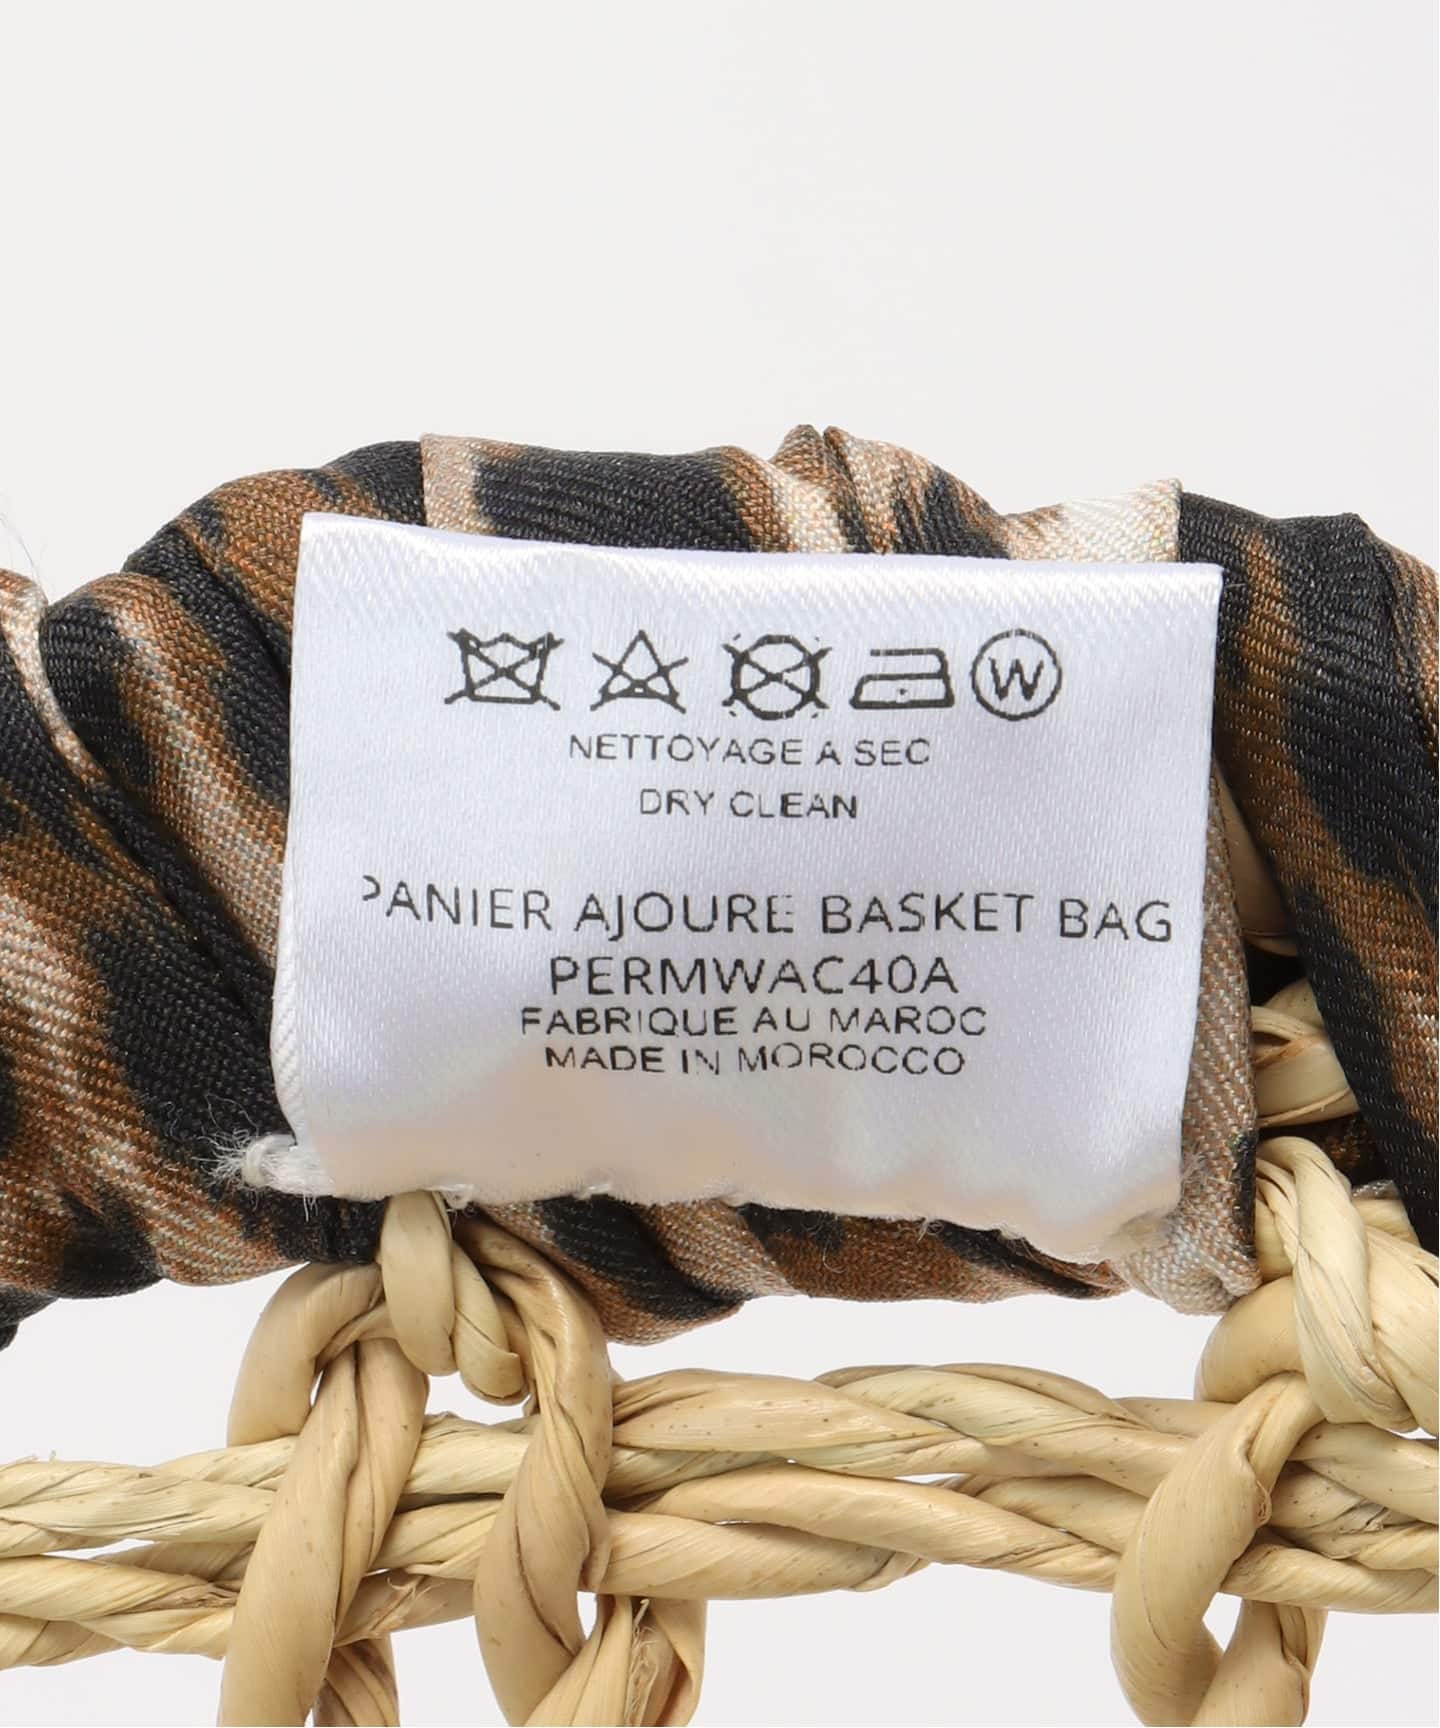 W
NETTOYAGE A SEC
DRY CLEAN
PANIER AJOURE BASKET BAG
PERMWAC40A
FABRIQUE AU MAROC
MADE IN MOROCCO